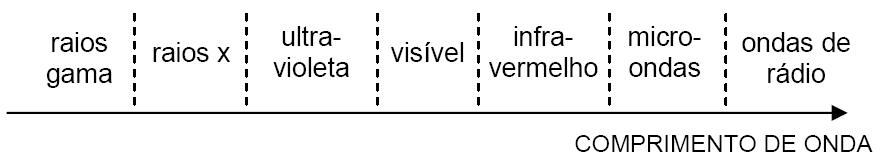 raios
gama
raios x
ultra-
violeta
visível
infra-
vermelho
micro-
ondas
ondas de
rádio
COMPRIMENTO DE ONDA